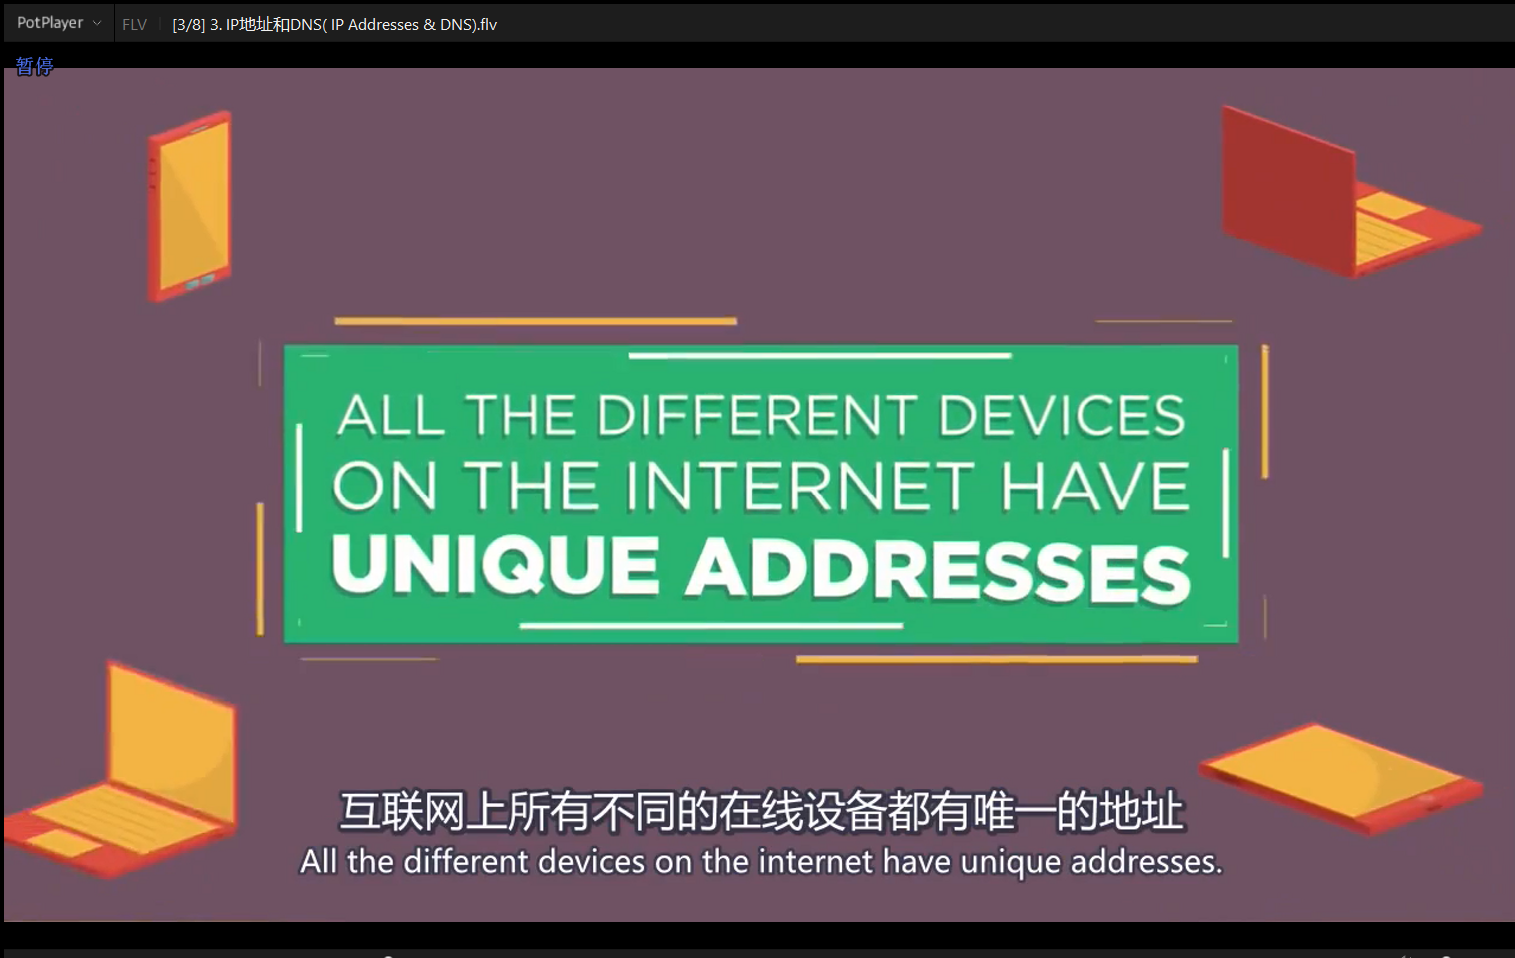 PotPlayer FLV [3/8] 3. IP地址和DNS( IP Addresses & DNS).flv
暂停
ALL THE DIFFERENT DEVICES
ON THE INTERNET HAVE
UNIQUE ADDRESSES
互联网上所有不同的在线设备都有唯一的地址
All the different devices on the internet have unique addresses.